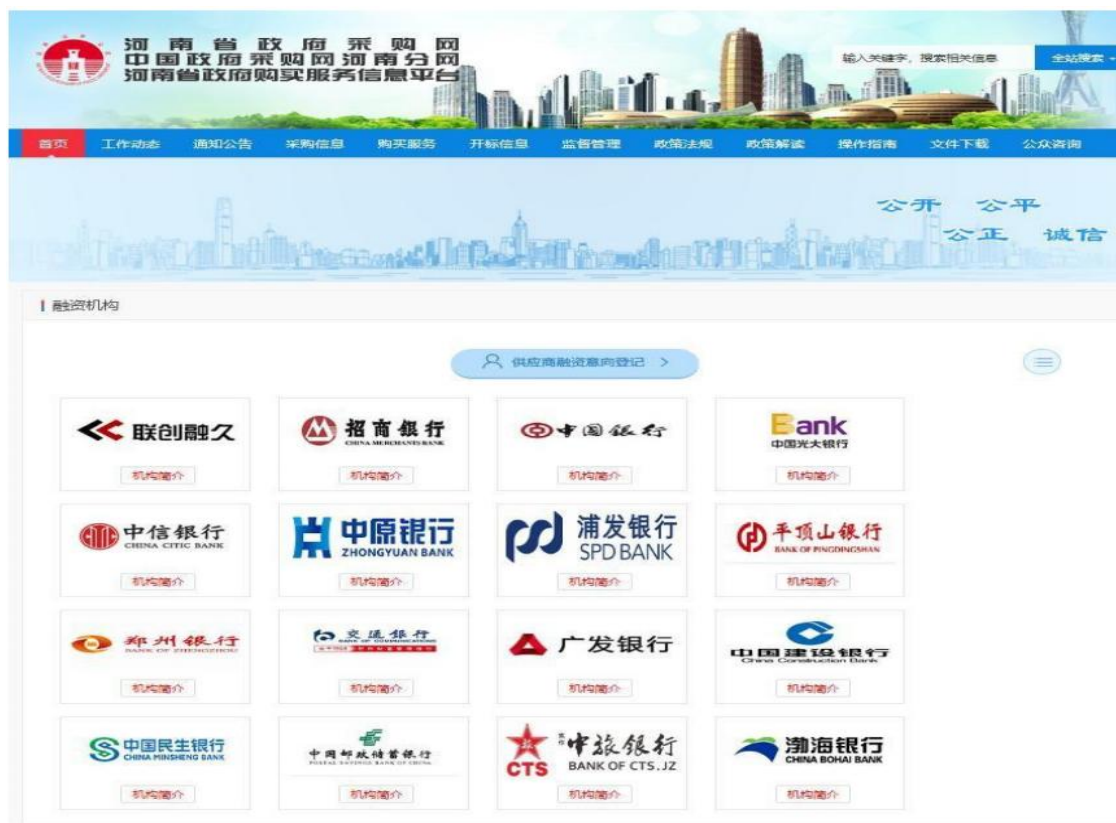 河南省政府采购网
中国政府采购网河南分网
河南省政府购买服务信息平台
输入关键字，搜索相关信息 全站搜索
首页 工作动态 通知公告 采购信息 购买服务 开标信息 监督管理 政策法规 政策解读 操作指南 文件下载 公众咨询
公开 公平
公正 诚信
融资机构
供应商融资意向登记 >
联创融久 招商银行 CHINA MERCHANTS BANK 中国银行 Bank 中国光大银行
机构简介 机构简介 机构简介 机构简介
中信银行 CHINA CITIC BANK 中原银行 ZHONGYUAN BANK 浦发银行 SPD BANK 平顶山银行 BANK OF PINGDINGSHAN
机构简介 机构简介 机构简介 机构简介
郑州银行 BANK OF ZHENGZHOU 交通银行 BANK OF COMMUNICATIONS 广发银行 中国建设银行 China Construction Bank
机构简介 机构简介 机构简介 机构简介
中国民生银行 CHINA MINSHENG BANK 中国邮政储蓄银行 POSTAL SAVINGS BANK OF CHINA CTS 焦作中旅银行 BANK OF CTS.JZ 渤海银行 CHINA BOHAI BANK
机构简介 机构简介 机构简介 机构简介